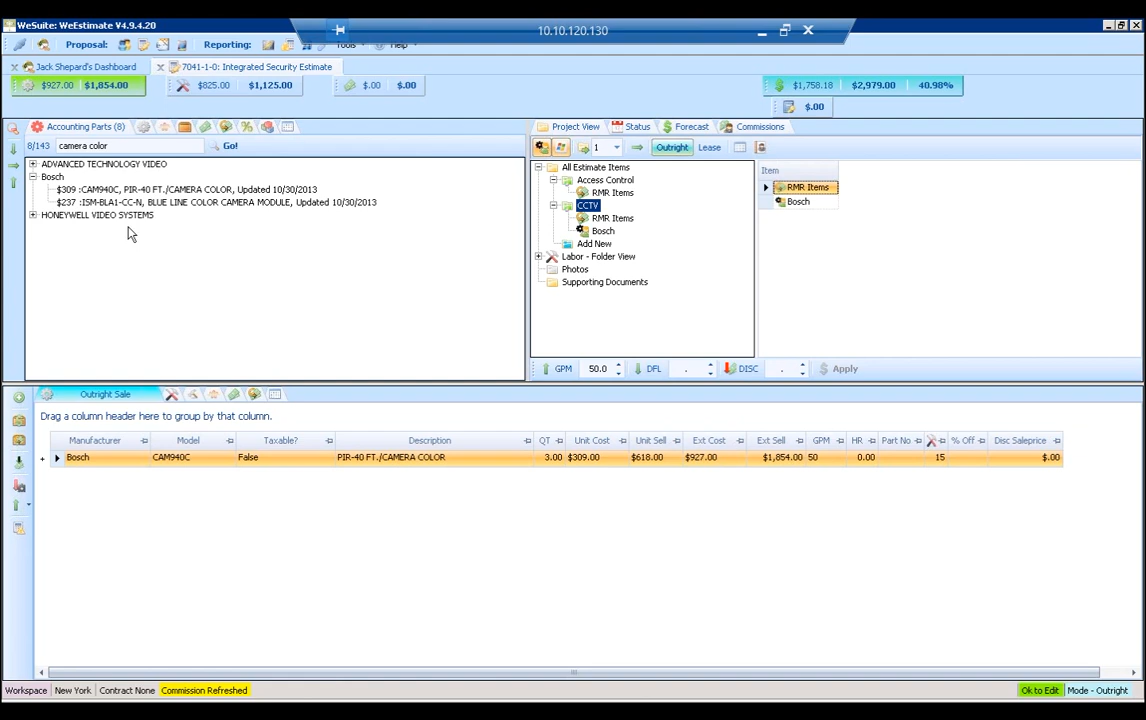 WeSuite: WeEstimate V4.9.4.20
10.10.120.130
Proposal: Reporting: Tools Help
Jack Shepard's Dashboard 7041-1-0: Integrated Security Estimate
$927.00 $1,854.00 $825.00 $1,125.00 $.00 $.00 $1,758.18 $2,979.00 40.98%
$.00
Accounting Parts (8)
Project View Status Forecast Commissions
8/143 camera color Go!
1 Outright Lease
ADVANCED TECHNOLOGY VIDEO
Bosch
$309 :CAM940C, PIR-40 FT./CAMERA COLOR, Updated 10/30/2013
$237 :ISM-BLA1-CC-N, BLUE LINE COLOR CAMERA MODULE, Updated 10/30/2013
HONEYWELL VIDEO SYSTEMS
All Estimate Items
Access Control
RMR Items
CCTV
RMR Items
Bosch
Add New
Labor - Folder View
Photos
Supporting Documents
Item
RMR Items
Bosch
GPM 50.0 DFL . DISC . Apply
Outright Sale
Drag a column header here to group by that column.
Manufacturer Model Taxable? Description QT Unit Cost Unit Sell Ext Cost Ext Sell GPM HR Part No % Off Disc Saleprice
Bosch CAM940C False PIR-40 FT./CAMERA COLOR 3.00 $309.00 $618.00 $927.00 $1,854.00 50 0.00 15 $.00
Workspace New York Contract None Commission Refreshed Ok to Edit Mode - Outright